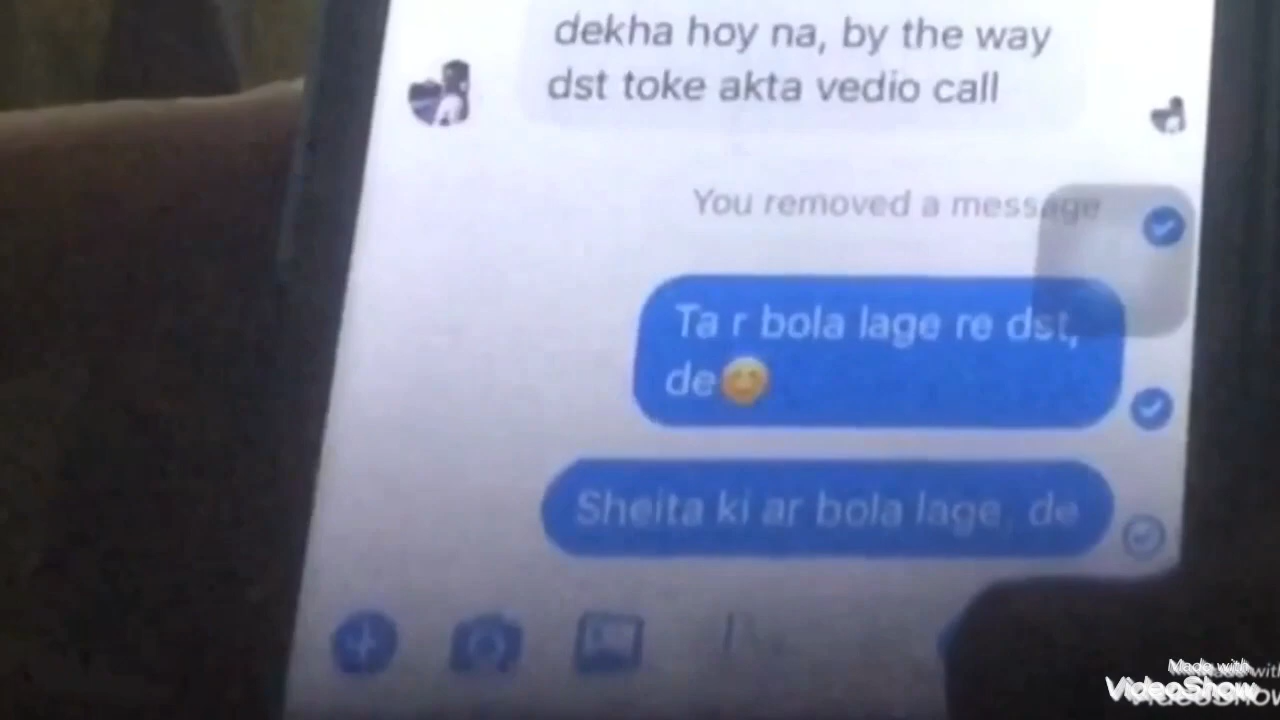 dekha hoy na, by the way
dst toke akta vedio call
You removed a message
Ta r bola lage re dst,
de😊
Sheita ki ar bola lage, de
Made with
VideoShow